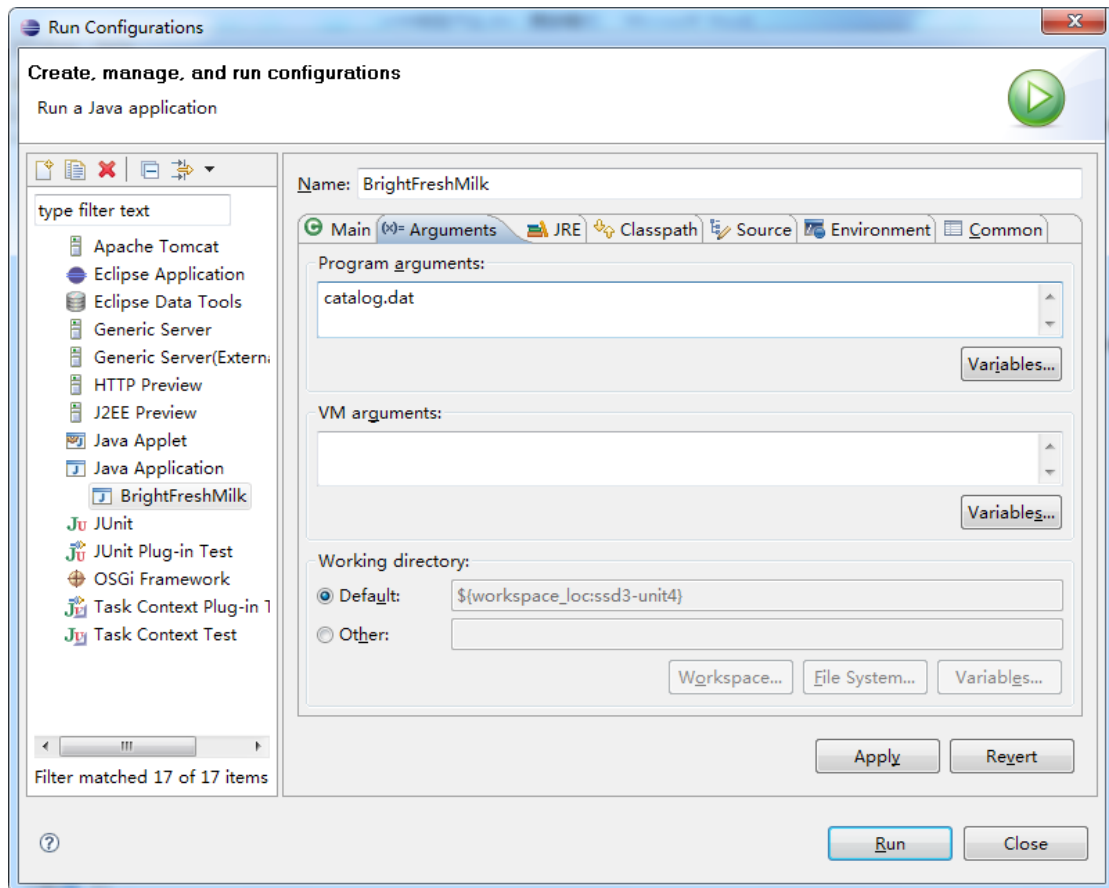 Run Configurations
Create, manage, and run configurations
Run a Java application
type filter text
Apache Tomcat
Eclipse Application
Eclipse Data Tools
Generic Server
Generic Server(Externa
HTTP Preview
J2EE Preview
Java Applet
Java Application
BrightFreshMilk
JUnit
JUnit Plug-in Test
OSGi Framework
Task Context Plug-in T
Task Context Test
Filter matched 17 of 17 items
Name: BrightFreshMilk
Main (x)= Arguments JRE Classpath Source Environment Common
Program arguments:
catalog.dat
Variables...
VM arguments:
Variables...
Working directory:
Default: ${workspace_loc:ssd3-unit4}
Other:
Workspace... File System... Variables...
Apply Revert
Run Close